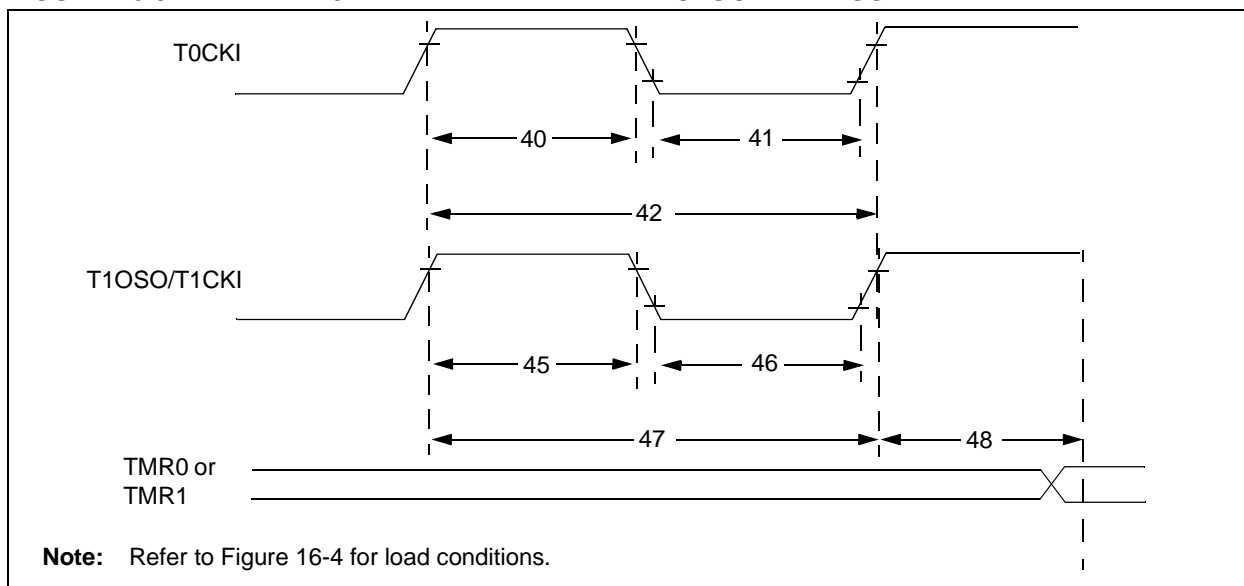 T0CKI
40
41
42
T1OSO/T1CKI
45
46
47
48
TMR0 or
TMR1
Note: Refer to Figure 16-4 for load conditions.